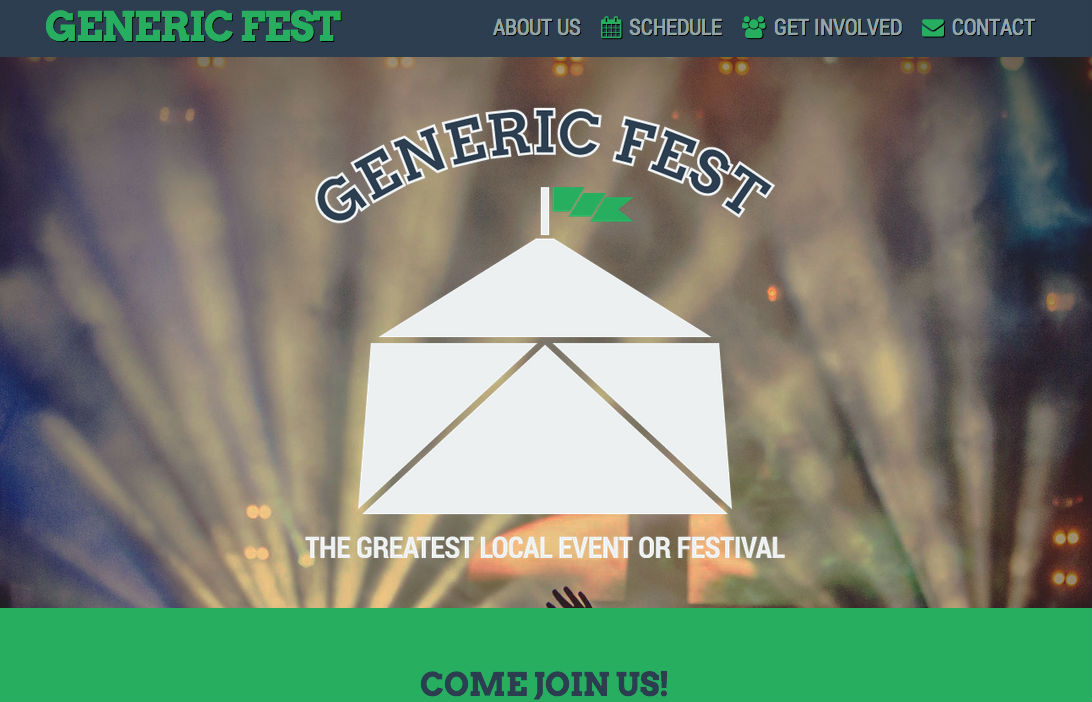 GENERIC FEST
ABOUT US SCHEDULE GET INVOLVED CONTACT
GENERIC FEST
THE GREATEST LOCAL EVENT OR FESTIVAL
COME JOIN US!